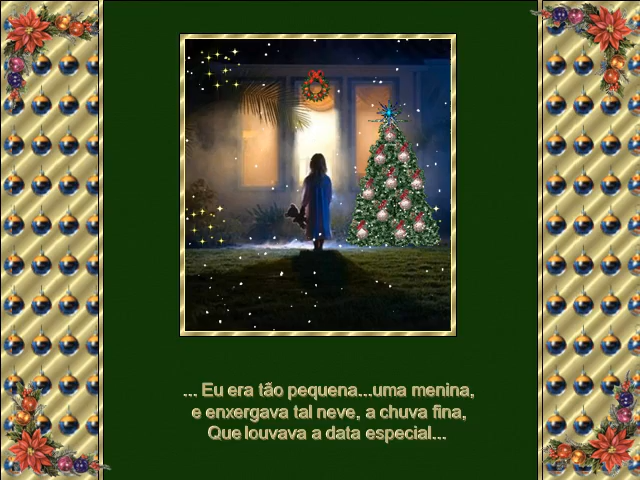 ... Eu era tão pequena...uma menina,
e enxergava tal neve, a chuva fina,
Que louvava a data especial...